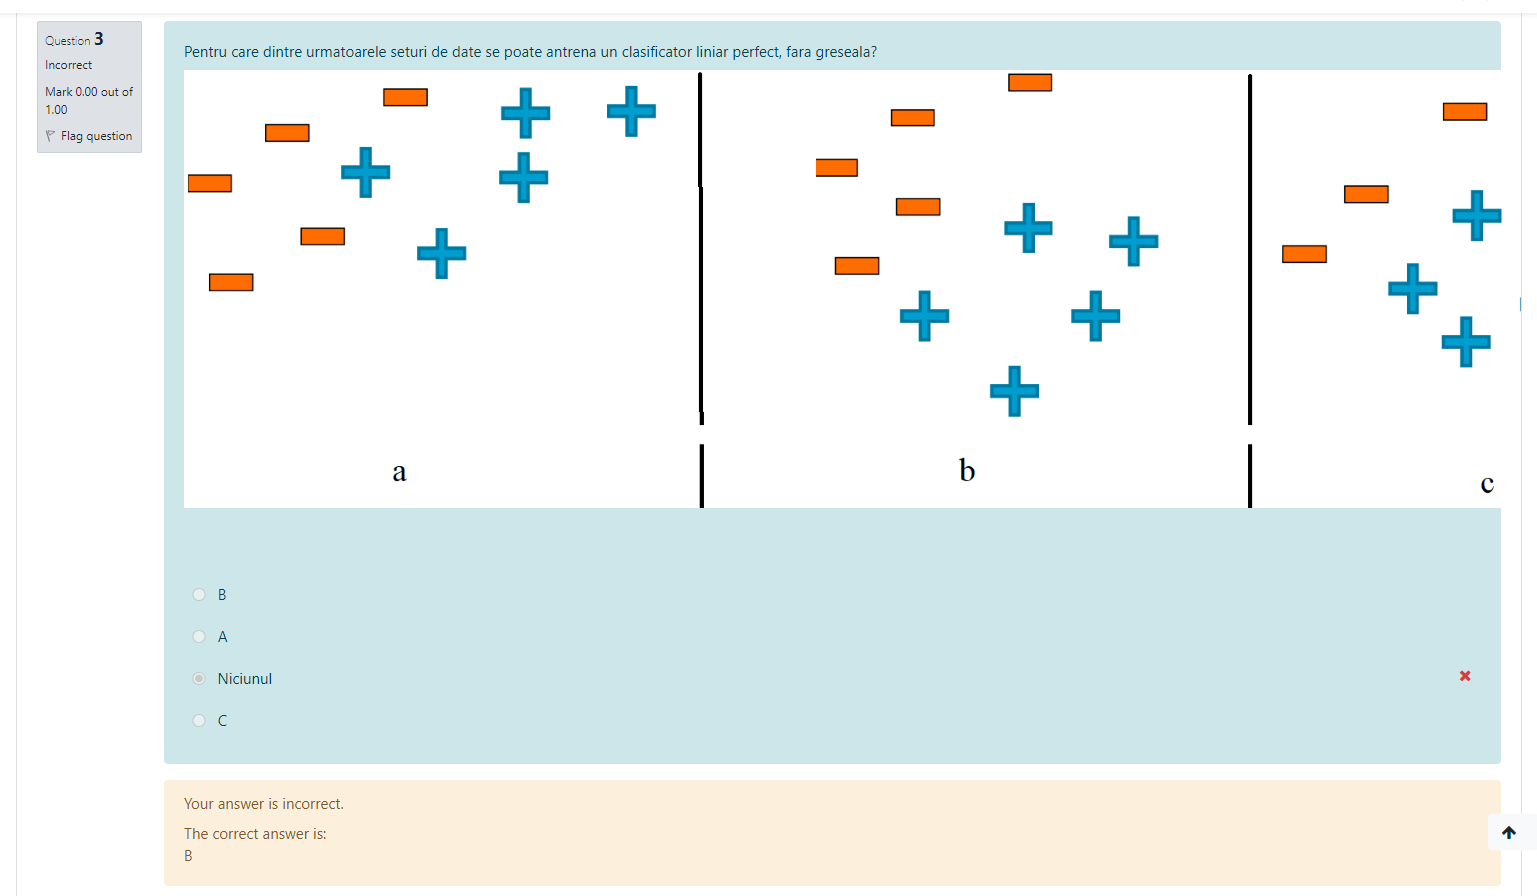 Question 3
Incorrect
Mark 0.00 out of
1.00
Flag question
Pentru care dintre urmatoarele seturi de date se poate antrena un clasificator liniar perfect, fara greseala?
a
b
c
B
A
Niciunul
C
Your answer is incorrect.
The correct answer is:
B